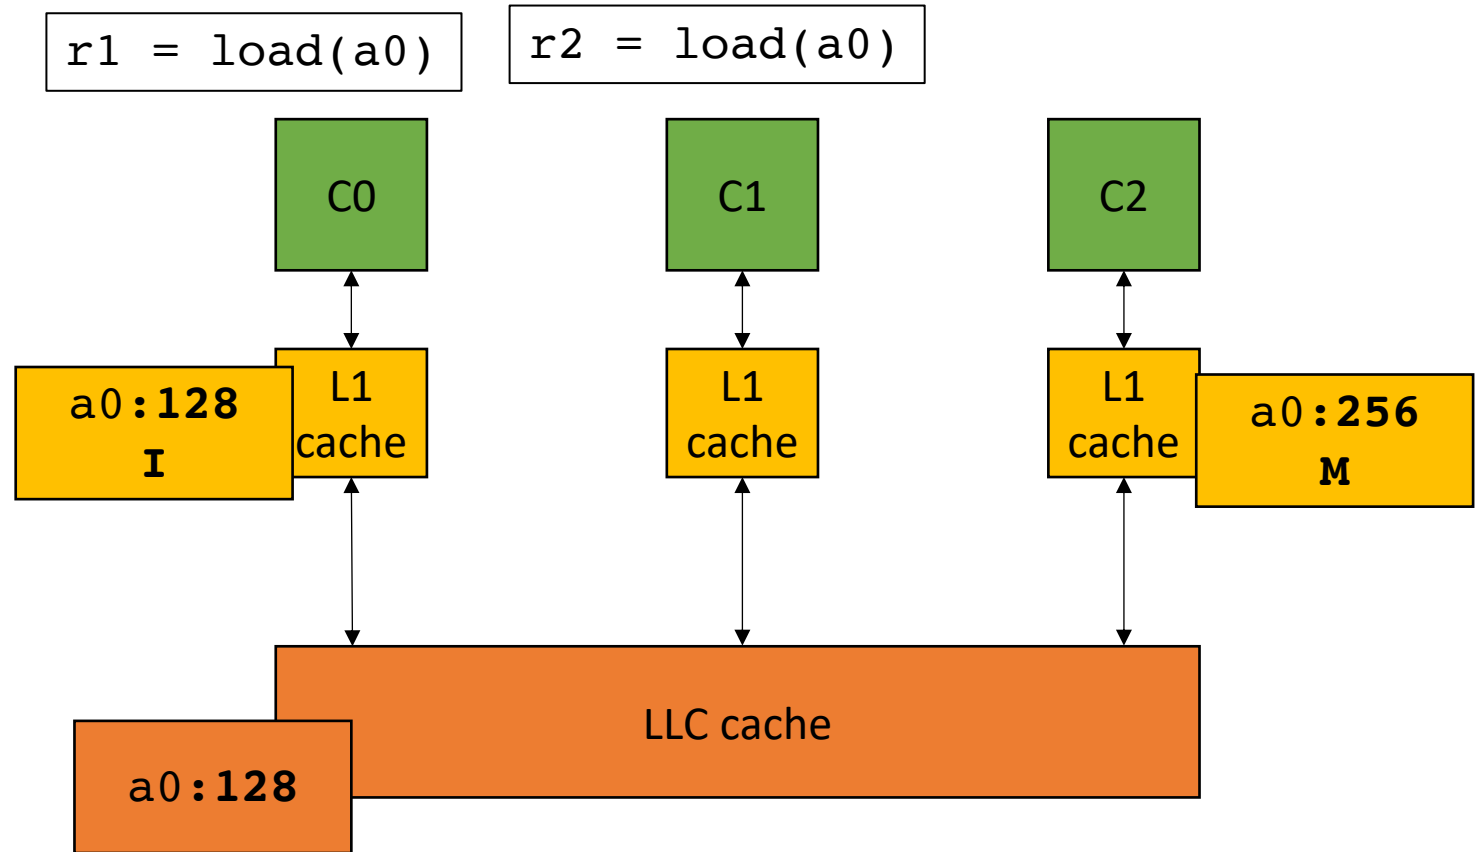 r1 = load(a0)
r2 = load(a0)
C0
C1
C2
L1
cache
L1
cache
L1
cache
a0:128
I
a0:256
M
LLC cache
a0:128